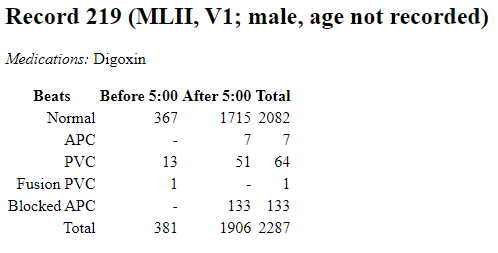 Record 219 (MLII, V1; male, age not recorded)
Medications: Digoxin
Beats Before 5:00 After 5:00 Total
Normal 367 1715 2082
APC - 7 7
PVC 13 51 64
Fusion PVC 1 - 1
Blocked APC - 133 133
Total 381 1906 2287